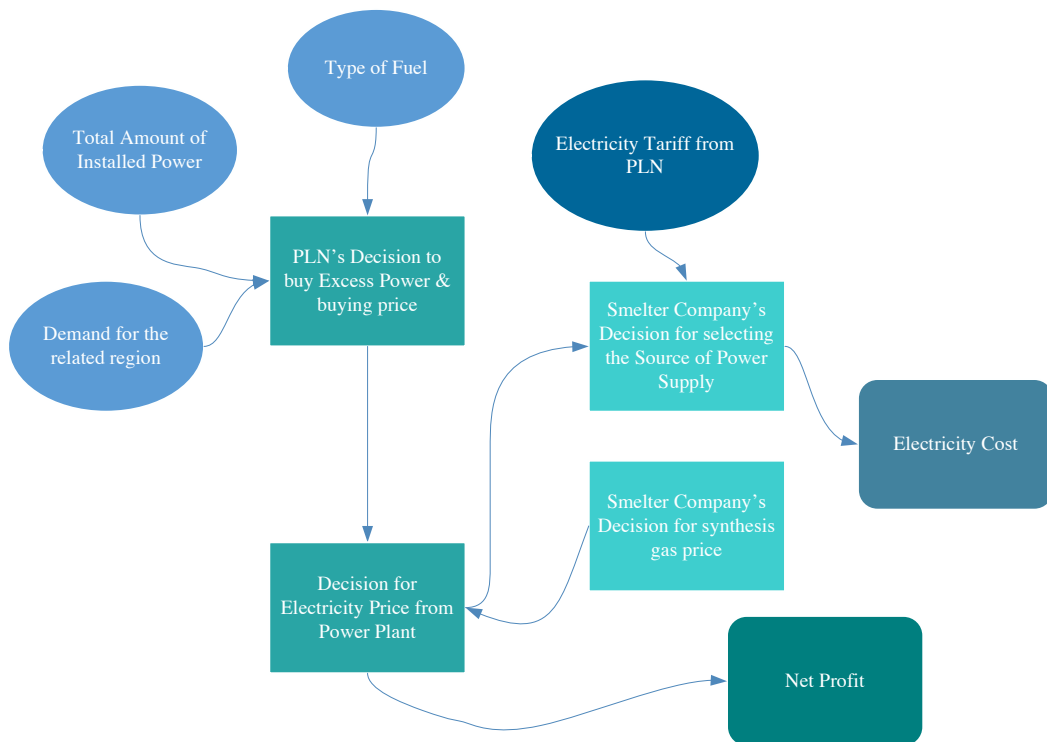 Type of Fuel
Total Amount of
Installed Power
Electricity Tariff from
PLN
PLN’s Decision to
buy Excess Power &
buying price
Demand for the
related region
Smelter Company’s
Decision for selecting
the Source of Power
Supply
Electricity Cost
Smelter Company’s
Decision for synthesis
gas price
Decision for
Electricity Price from
Power Plant
Net Profit